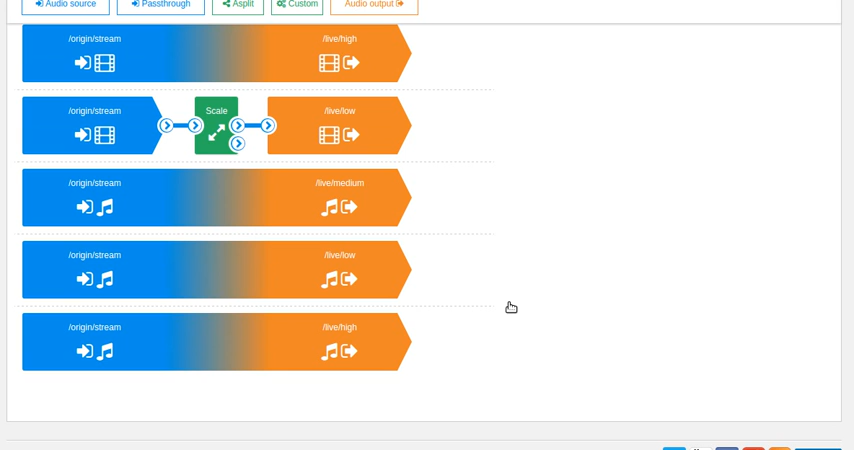 Audio source
Passthrough
Asplit
Custom
Audio output
/origin/stream
/live/high
/origin/stream
Scale
/live/low
/origin/stream
/live/medium
/origin/stream
/live/low
/origin/stream
/live/high